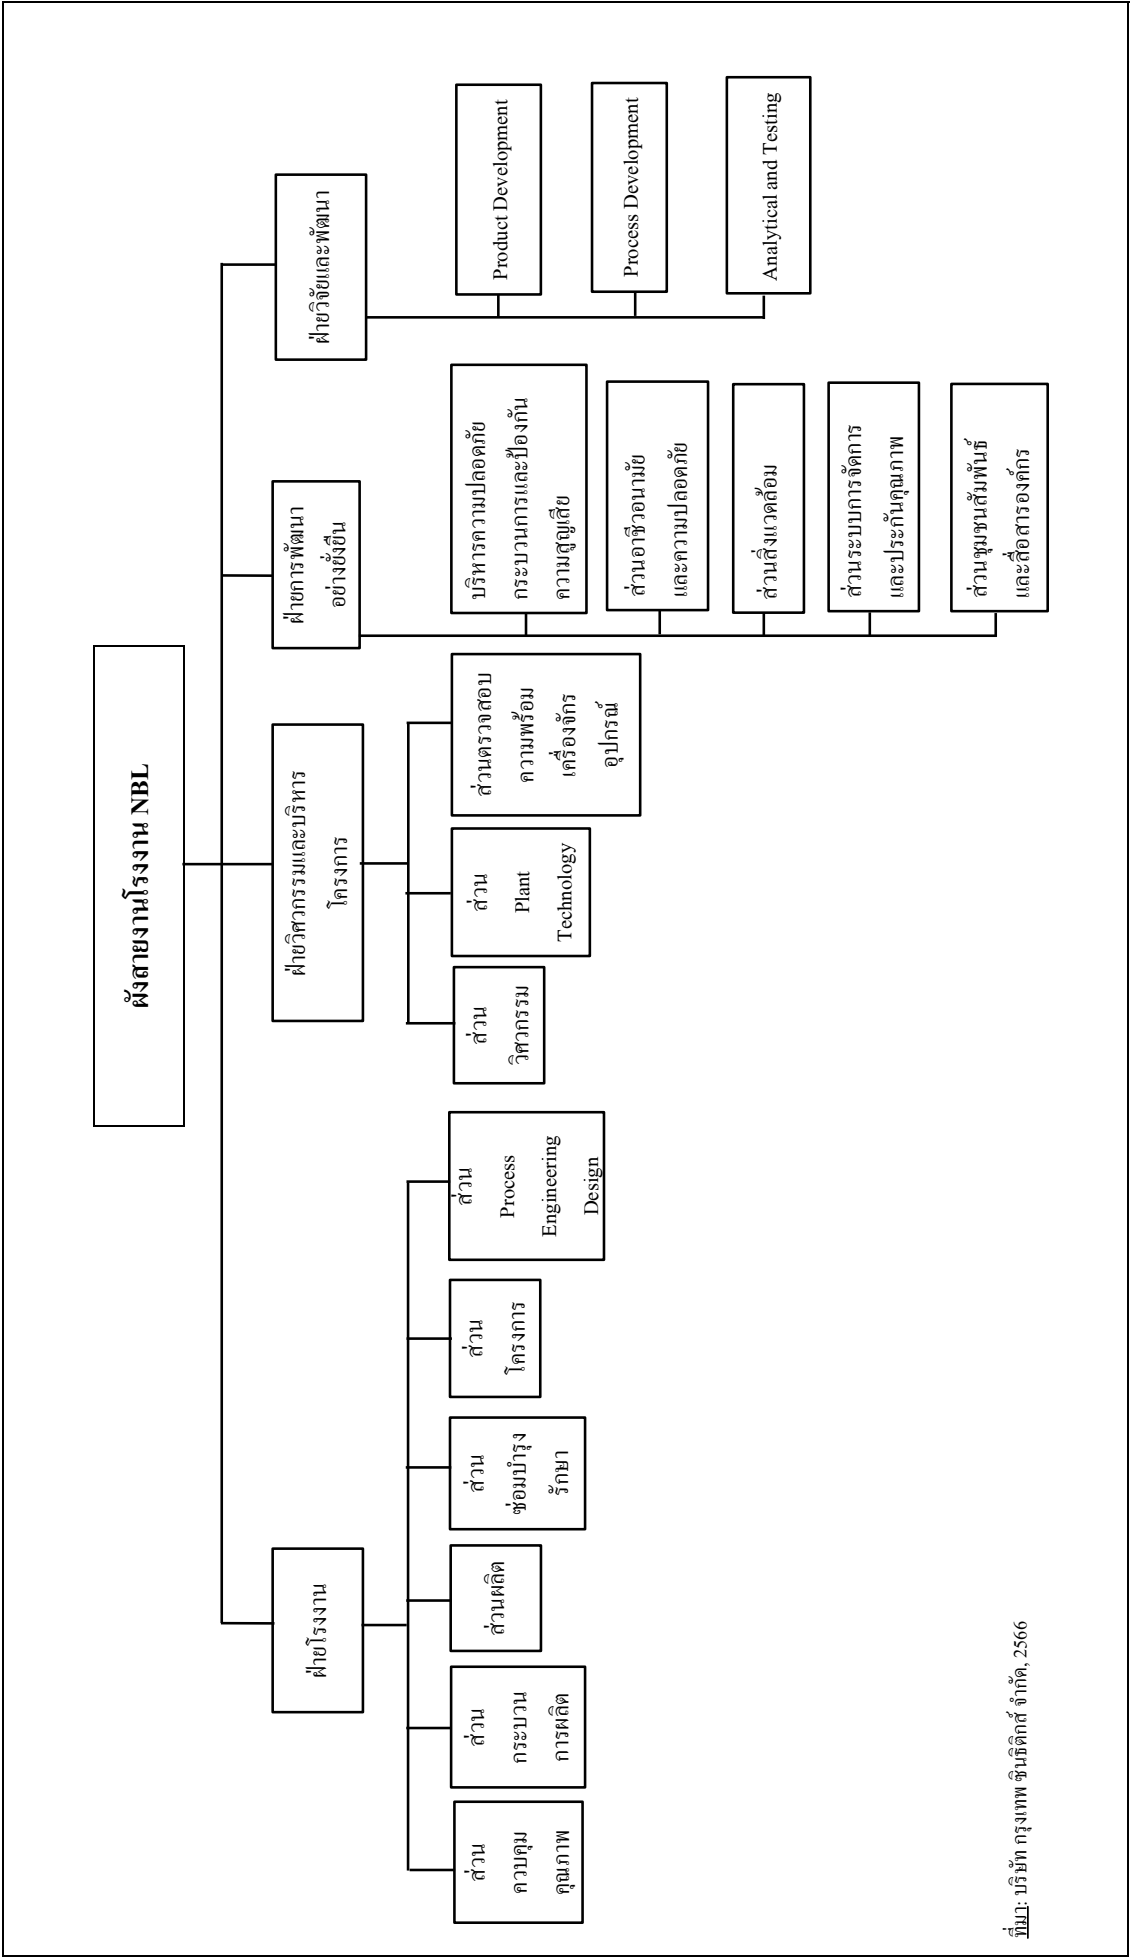 ผังสายงานโรงงาน NBL
ฝ่ายโรงงาน
ส่วน
ควบคุม
คุณภาพ
ส่วน
กระบวน
การผลิต
ส่วนผลิต
ส่วน
ซ่อมบำรุง
รักษา
ส่วน
โครงการ
ส่วน
Process
Engineering
Design
ฝ่ายวิศวกรรมและบริหาร
โครงการ
ส่วน
วิศวกรรม
ส่วน
Plant
Technology
ส่วนตรวจสอบ
ความพร้อม
เครื่องจักร
อุปกรณ์
ฝ่ายการพัฒนา
อย่างยั่งยืน
บริหารความปลอดภัย
กระบวนการและป้องกัน
ความสูญเสีย
ส่วนอาชีวอนามัย
และความปลอดภัย
ส่วนสิ่งแวดล้อม
ส่วนระบบการจัดการ
และประกันคุณภาพ
ส่วนชุมชนสัมพันธ์
และสื่อสารองค์กร
ฝ่ายวิจัยและพัฒนา
Product Development
Process Development
Analytical and Testing
ที่มา: บริษัท กรุงเทพ ซินธิติกส์ จำกัด, 2566